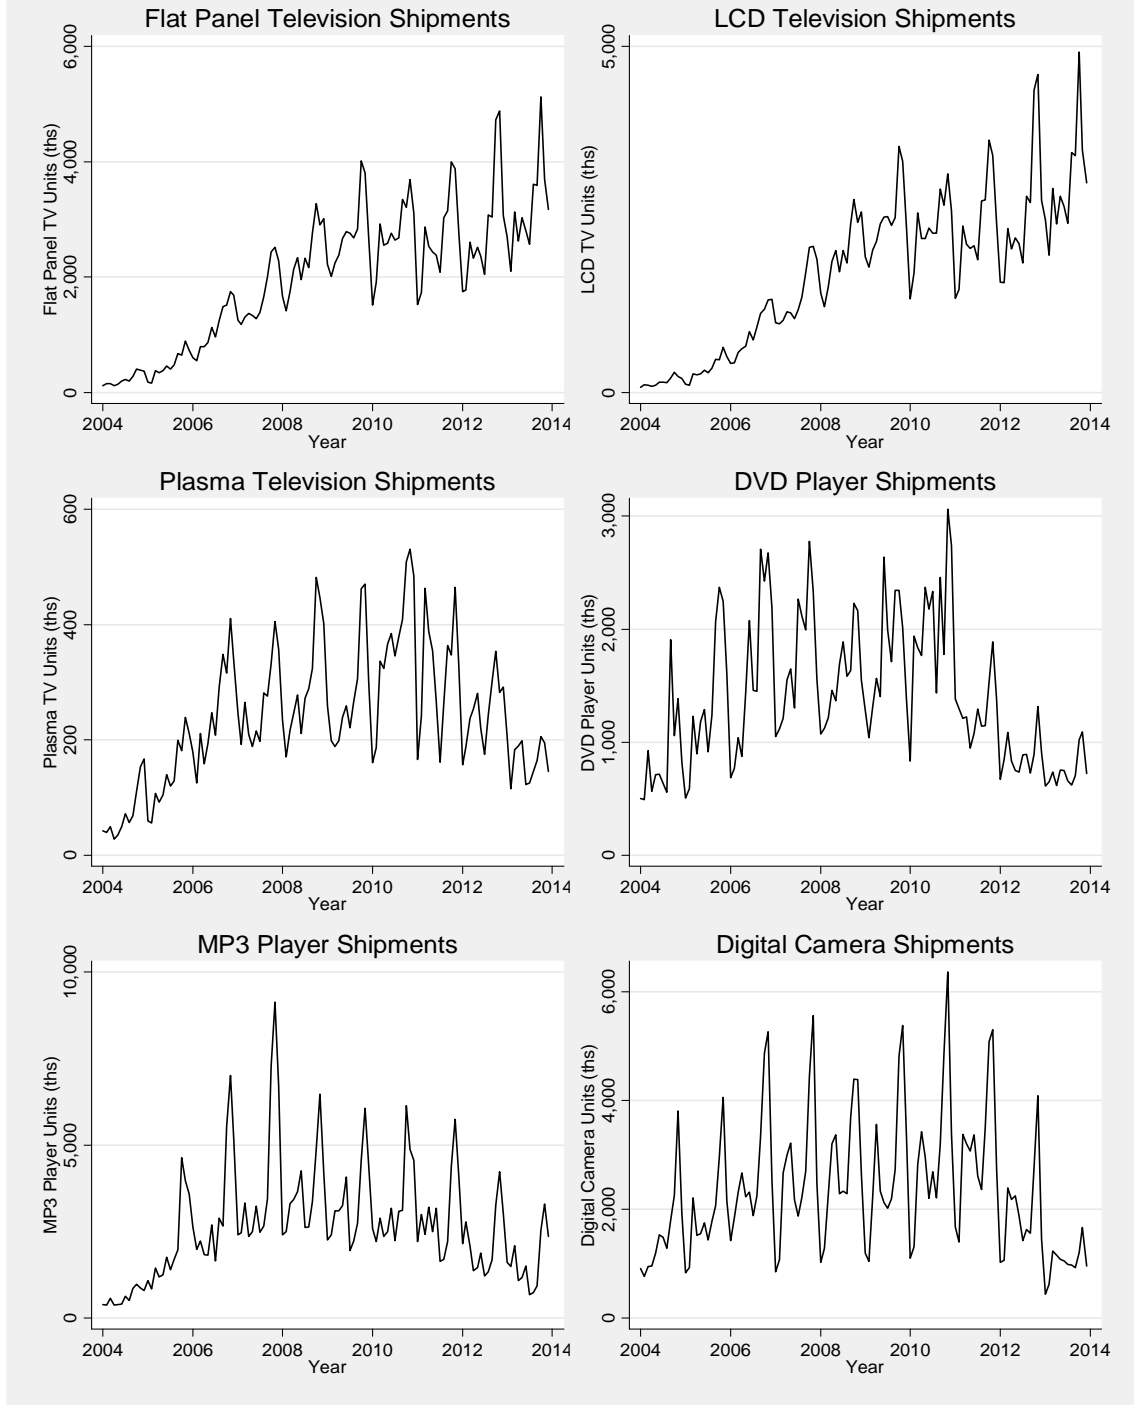 Flat Panel Television Shipments
Flat Panel TV Units (ths)
6,000
4,000
2,000
0
2004 2006 2008 2010 2012 2014
Year
LCD Television Shipments
LCD TV Units (ths)
5,000
0
2004 2006 2008 2010 2012 2014
Year
Plasma Television Shipments
Plasma TV Units (ths)
600
400
200
0
2004 2006 2008 2010 2012 2014
Year
DVD Player Shipments
DVD Player Units (ths)
3,000
2,000
1,000
0
2004 2006 2008 2010 2012 2014
Year
MP3 Player Shipments
MP3 Player Units (ths)
10,000
5,000
0
2004 2006 2008 2010 2012 2014
Year
Digital Camera Shipments
Digital Camera Units (ths)
6,000
4,000
2,000
0
2004 2006 2008 2010 2012 2014
Year